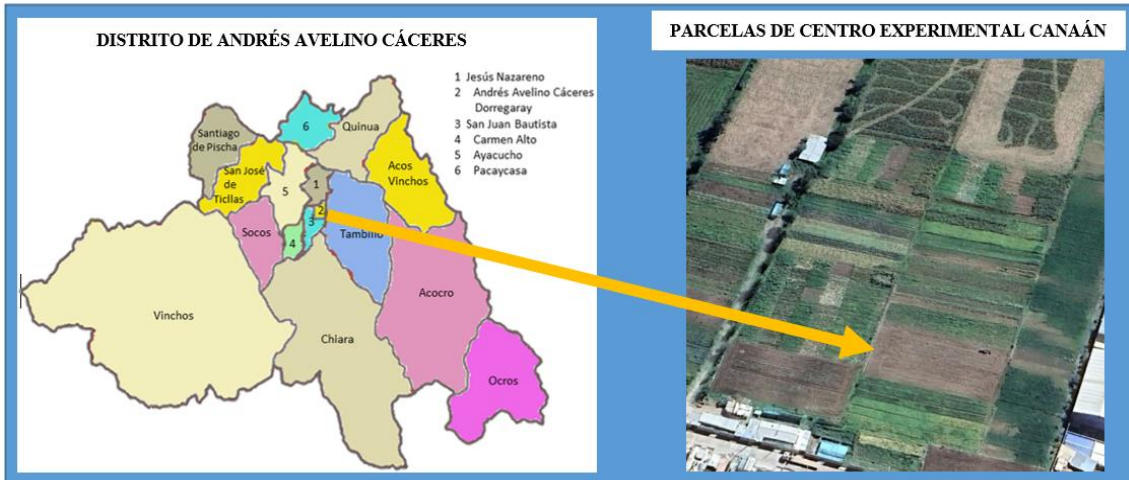 DISTRITO DE ANDRÉS AVELINO CÁCERES
PARCELAS DE CENTRO EXPERIMENTAL CANAÁN
1 Jesús Nazareno
2 Andrés Avelino Cáceres
Dorregaray
3 San Juan Bautista
4 Carmen Alto
5 Ayacucho
6 Pacaycasa
6
Quinua
Santiago
de Pischa
Acos
Vinchos
San José
de
Ticllas
5
1
2
3
Socos
4
Tambillo
Acocro
Vinchos
Chiara
Ocros